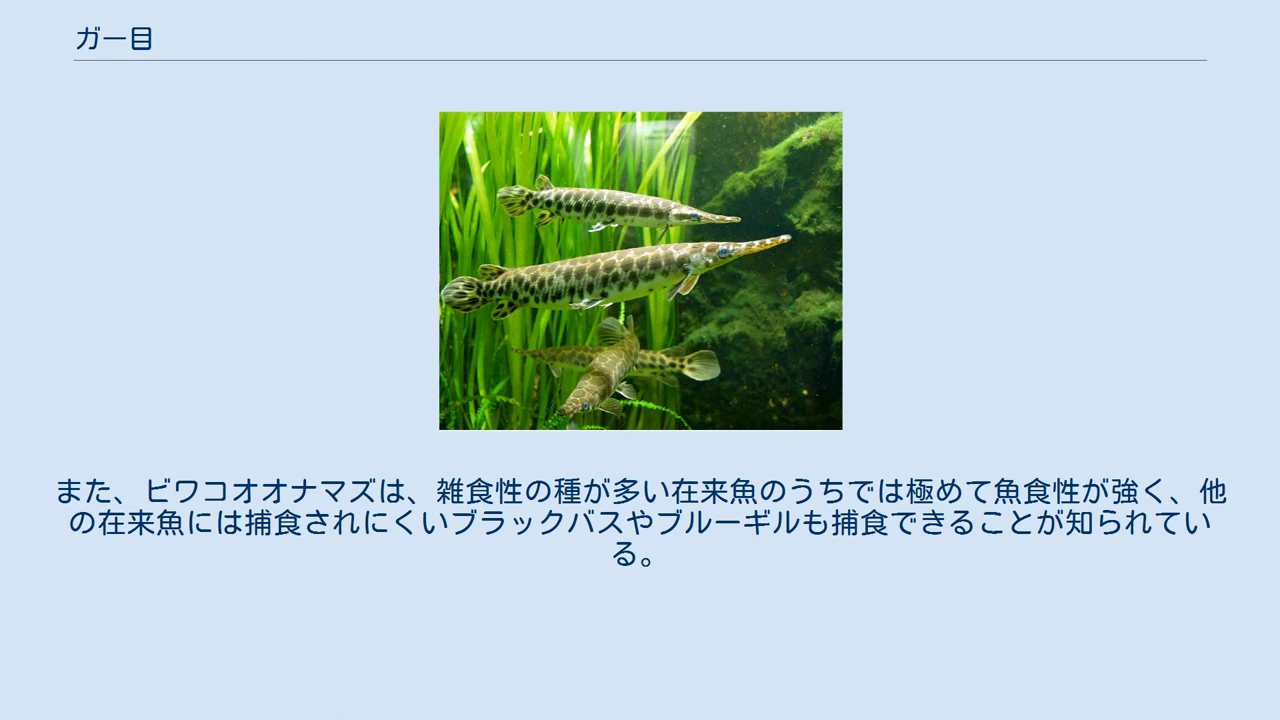 ガー目
また、ビワコオオナマズは、雑食性の種が多い在来魚のうちでは極めて魚食性が強く、他
の在来魚には捕食されにくいブラックバスやブルーギルも捕食できることが知られてい
る。